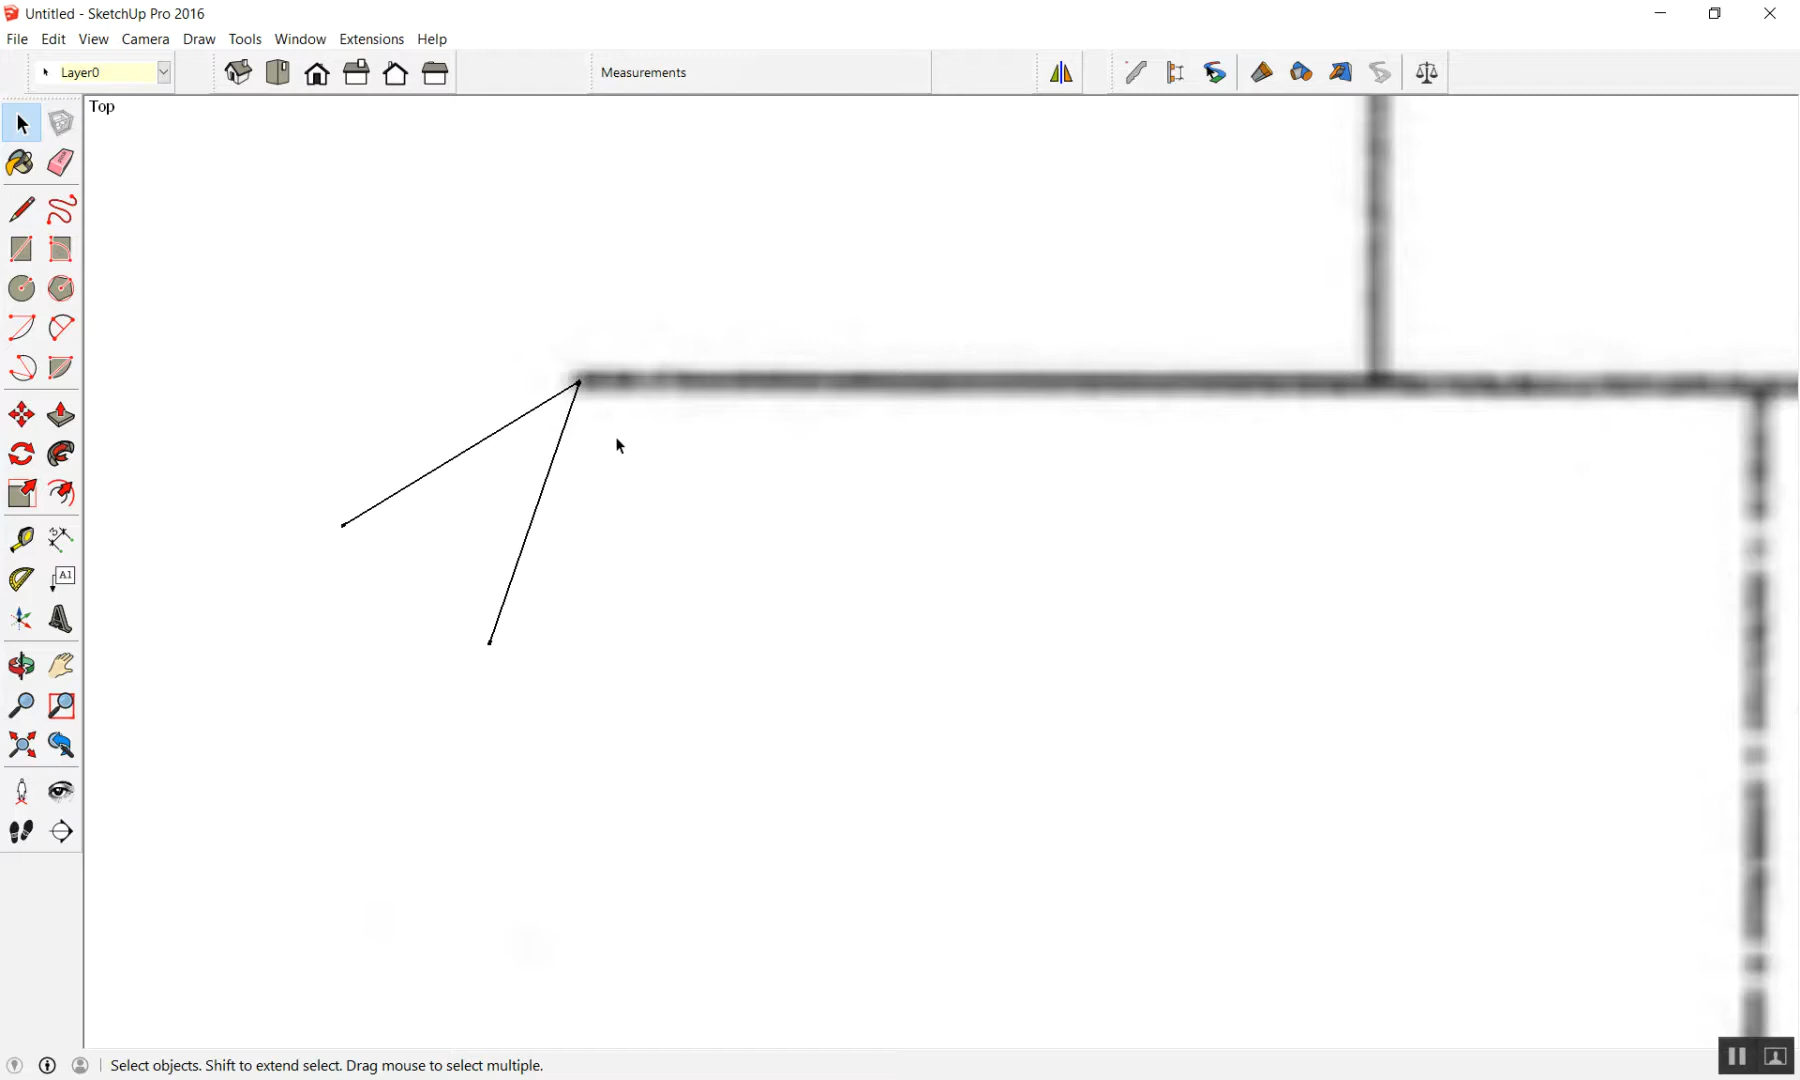 Untitled - SketchUp Pro 2016
File Edit View Camera Draw Tools Window Extensions Help
Layer0 Measurements
Top
A1
Select objects. Shift to extend select. Drag mouse to select multiple.